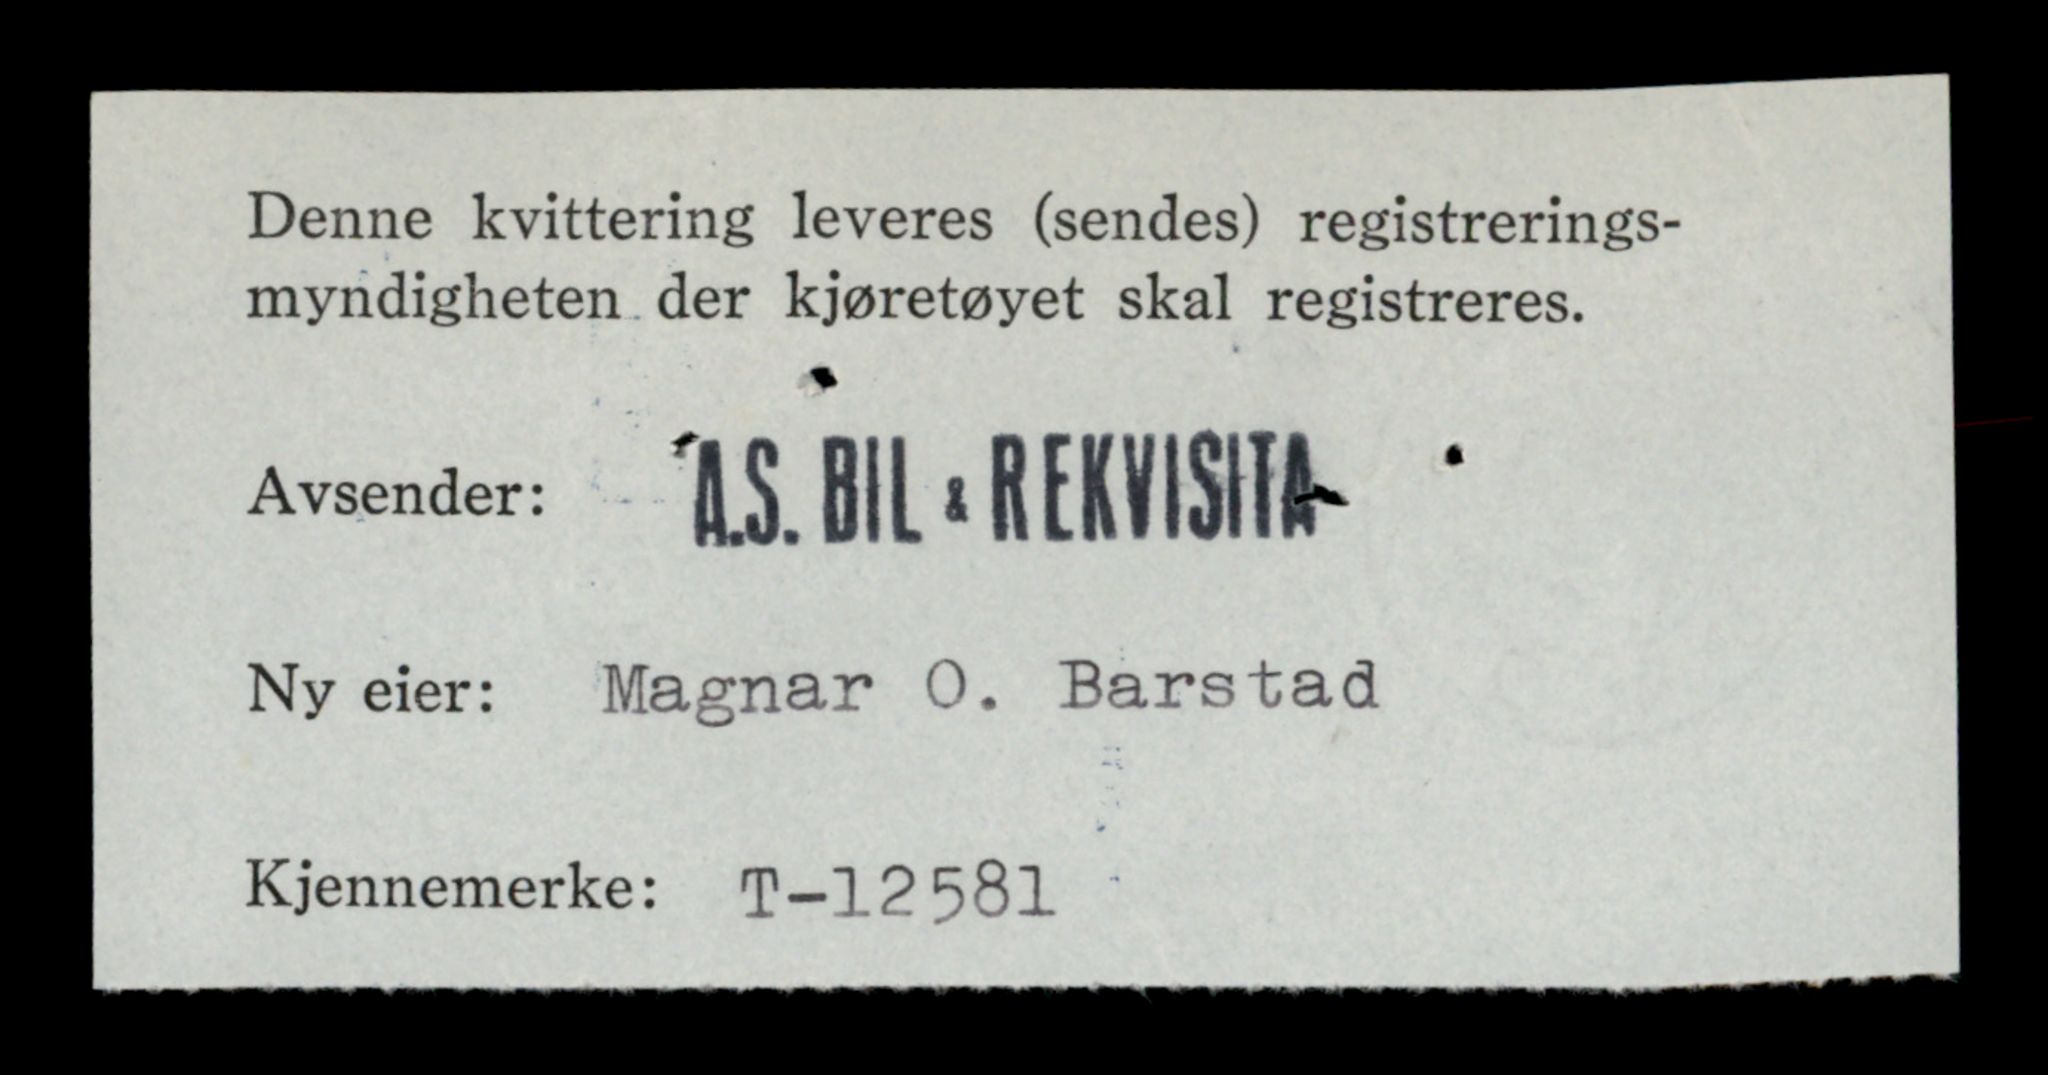 Denne kvittering leveres (sendes) registrerings-
myndigheten der kjøretøyet skal registreres.
Avsender: A.S. BIL & REKVISITA
Ny eier: Magnar O. Barstad
Kjennemerke: T-12581